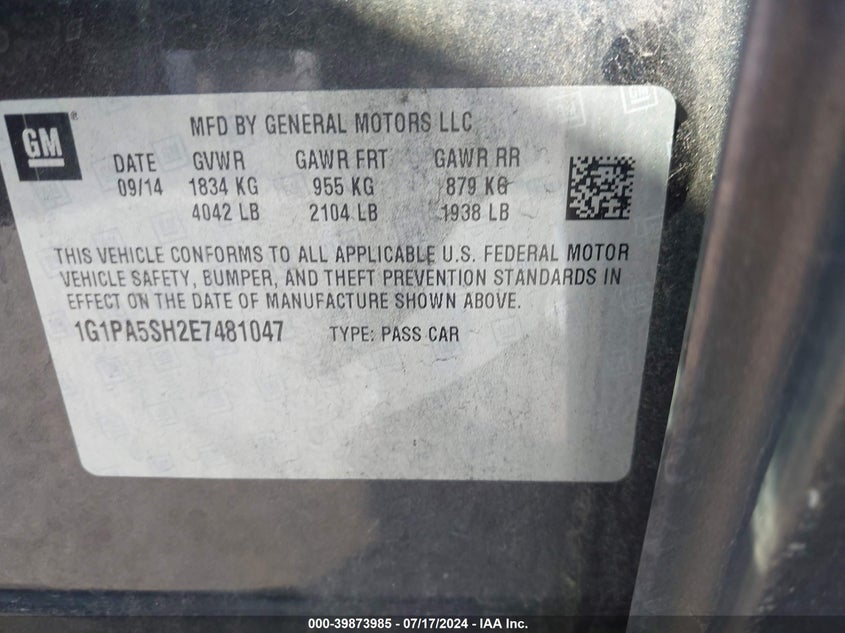 GM ®
MFD BY GENERAL MOTORS LLC
DATE GVWR GAWR FRT GAWR RR
09/14 1834 KG 955 KG 879 KG
4042 LB 2104 LB 1938 LB
THIS VEHICLE CONFORMS TO ALL APPLICABLE U.S. FEDERAL MOTOR
VEHICLE SAFETY, BUMPER, AND THEFT PREVENTION STANDARDS IN
EFFECT ON THE DATE OF MANUFACTURE SHOWN ABOVE.
1G1PA5SH2E7481047 TYPE: PASS CAR
000-39873985 / 07/17/2024 - IAA Inc.